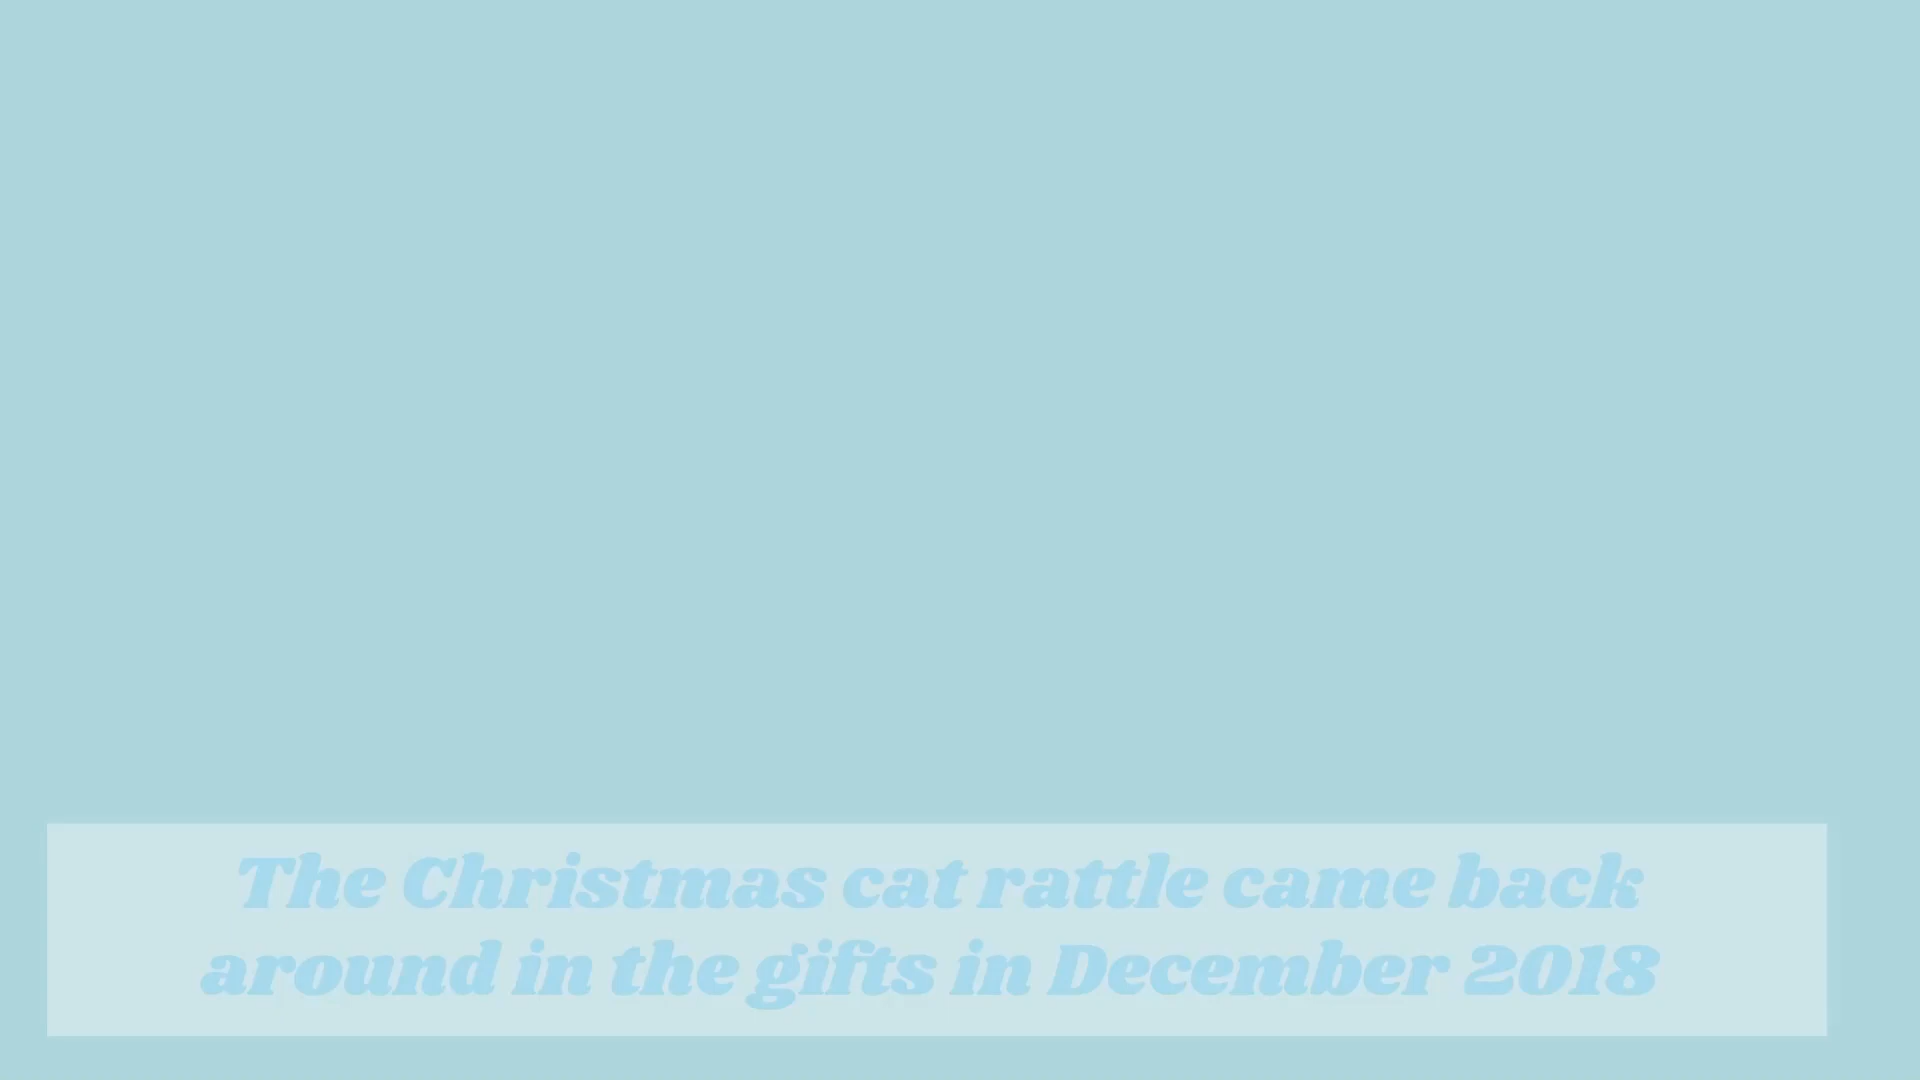 The Christmas cat rattle came back
around in the gifts in December 2018